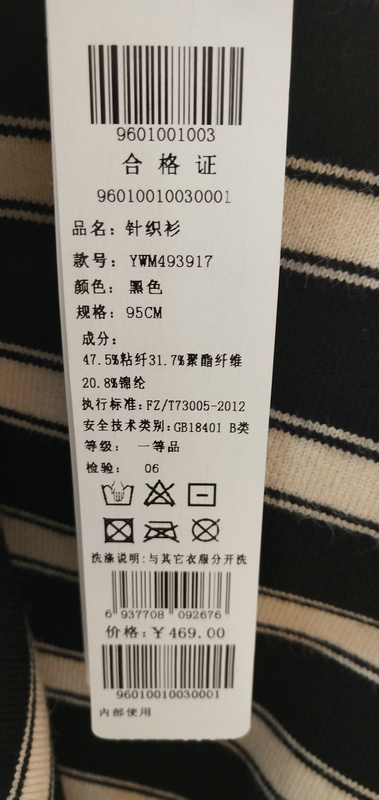 9601001003
合格证
96010010030001
品名：针织衫
款号：YWM493917
颜色：黑色
规格：95CM
成分：
47.5%粘纤31.7%聚酯纤维
20.8%锦纶
执行标准：FZ/T73005-2012
安全技术类别：GB18401 B类
等级： 一等品
检验： 06
洗涤说明：与其它衣服分开洗
6 937708 092676
价格：￥469.00
96010010030001
内部使用